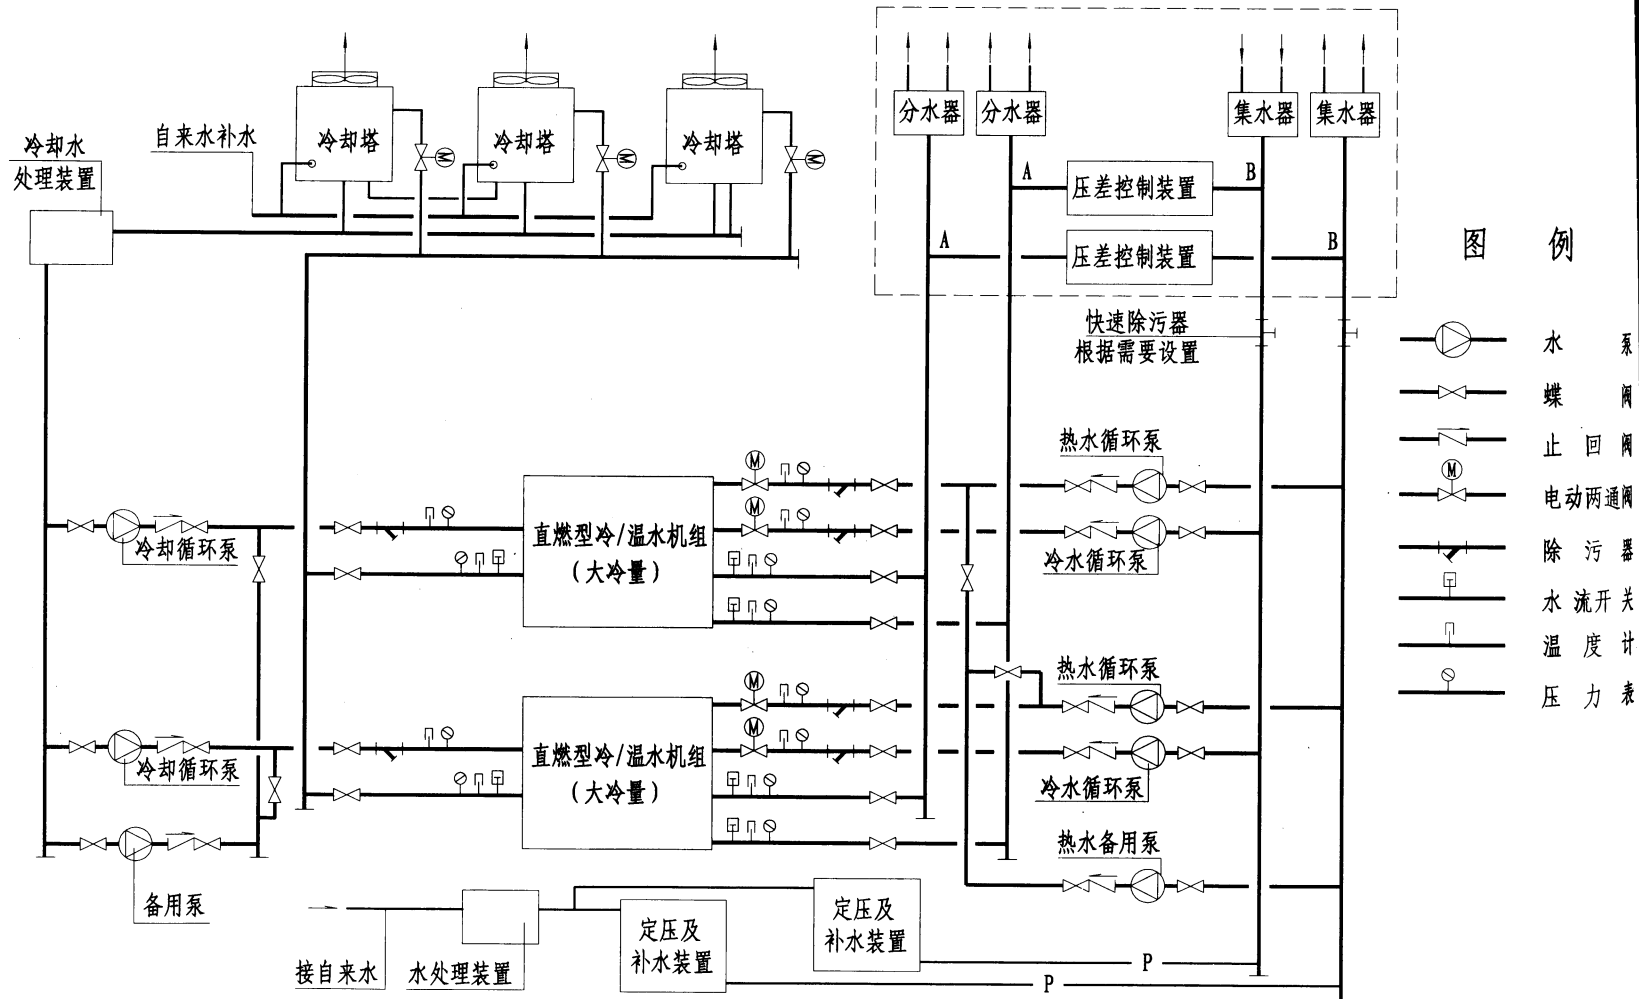 分水器 分水器 集水器 集水器
冷却塔 冷却塔 冷却塔
自来水补水
冷却水
处理装置
M M M
A 压差控制装置 B
A 压差控制装置 B
快速除污器
根据需要设置
图 例
水 泵
蝶 阀
止 回 阀
M
电动两通阀
除 污 器
水 流 开 关
温 度 计
压 力 表
热水循环泵
M
M
直燃型冷/温水机组
(大冷量)
冷却循环泵
冷水循环泵
热水循环泵
M
M
直燃型冷/温水机组
(大冷量)
冷却循环泵
冷水循环泵
热水备用泵
备用泵
定压及
补水装置
定压及
补水装置
接自来水
水处理装置
P
P